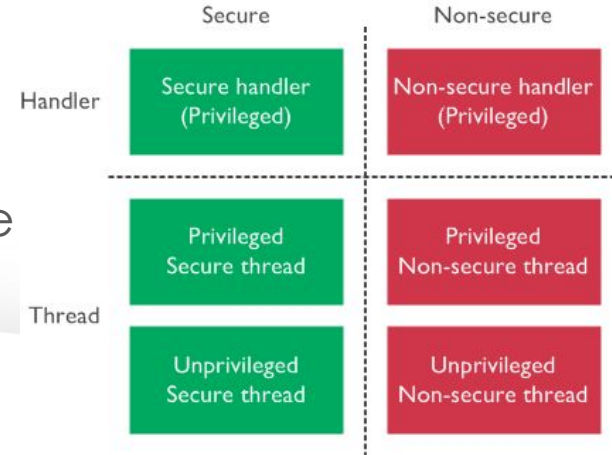 Secure
Non-secure
Handler
Secure handler
(Privileged)
Non-secure handler
(Privileged)
e
Thread
Privileged
Secure thread
Privileged
Non-secure thread
Unprivileged
Secure thread
Unprivileged
Non-secure thread